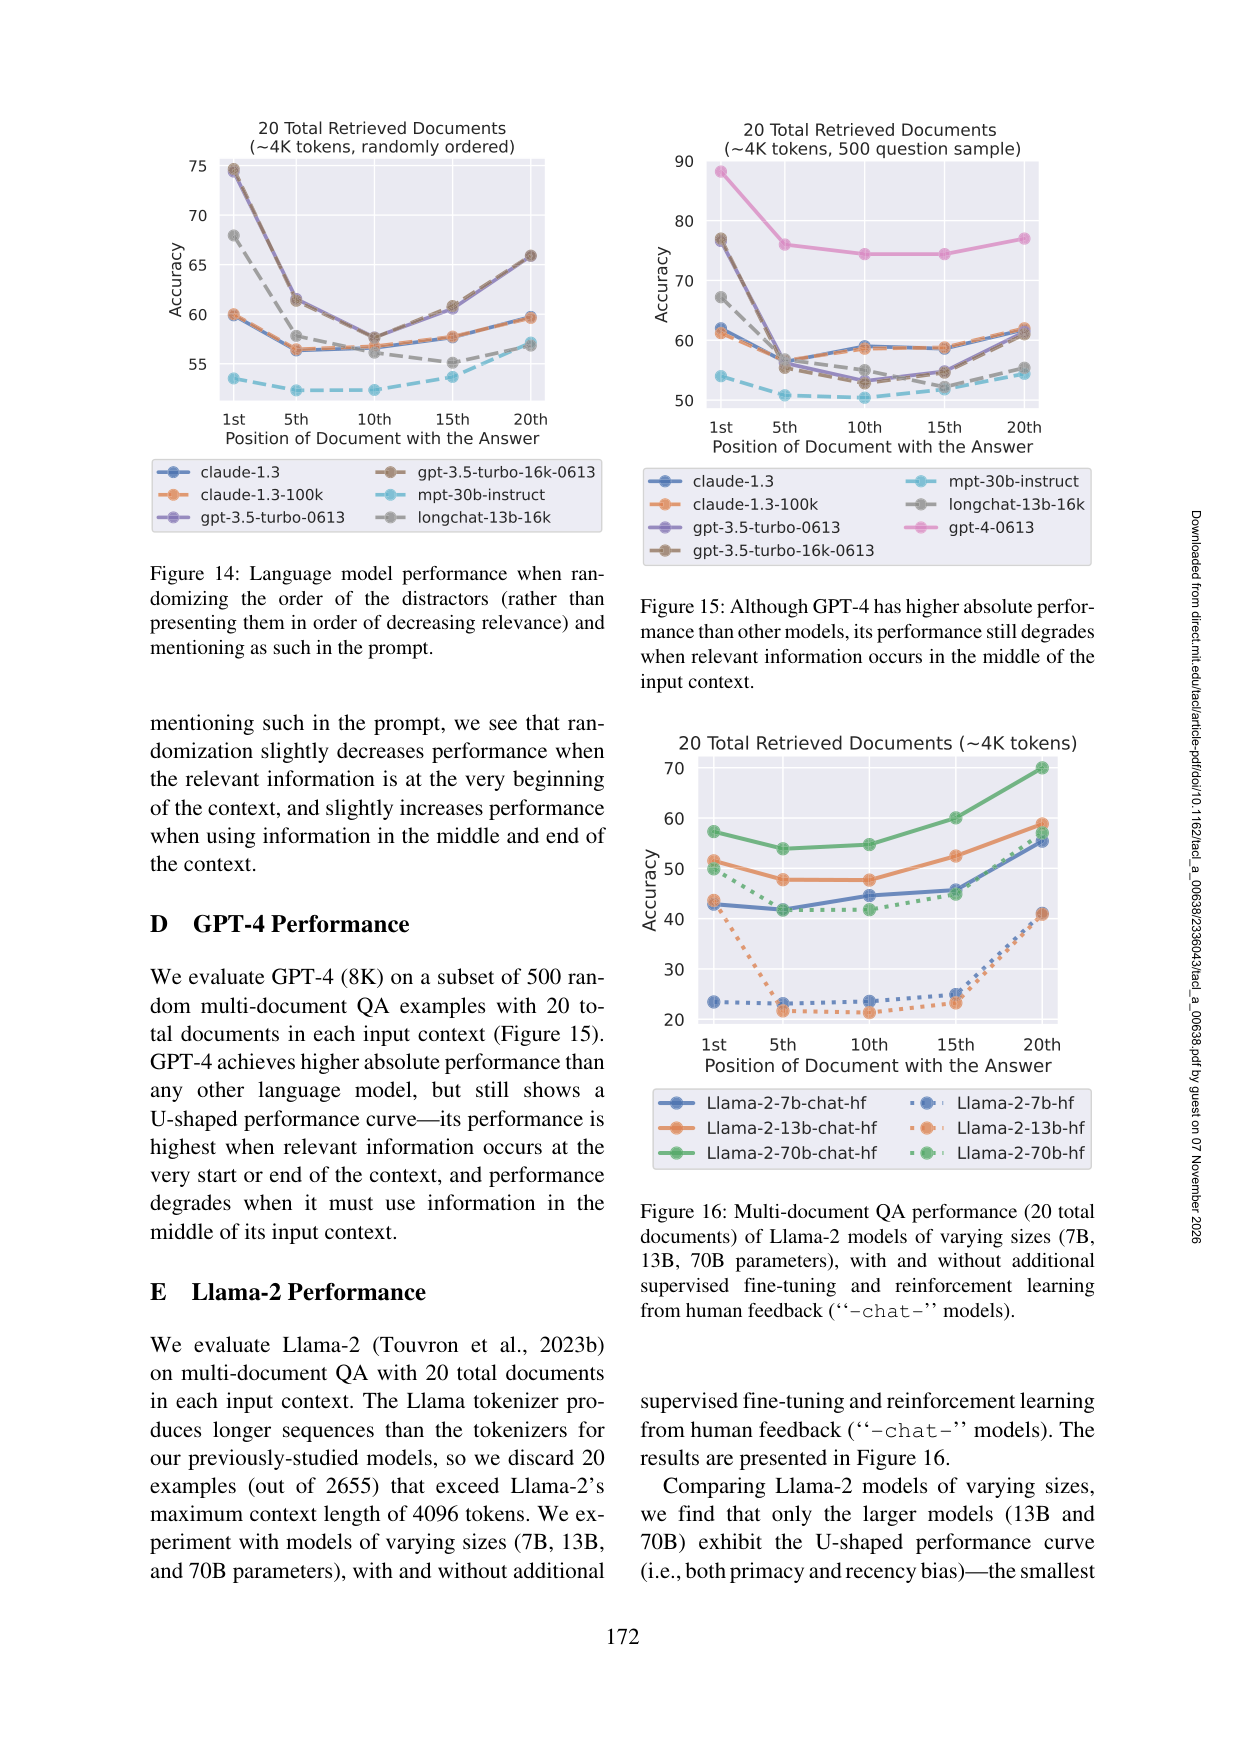 20 Total Retrieved Documents
(~4K tokens, randomly ordered)
75
70
65
60
55
Accuracy
1st 5th 10th 15th 20th
Position of Document with the Answer
claude-1.3
claude-1.3-100k
gpt-3.5-turbo-0613
gpt-3.5-turbo-16k-0613
mpt-30b-instruct
longchat-13b-16k
Figure 14: Language model performance when ran-
domizing the order of the distractors (rather than
presenting them in order of decreasing relevance) and
mentioning as such in the prompt.
mentioning such in the prompt, we see that ran-
domization slightly decreases performance when
the relevant information is at the very beginning
of the context, and slightly increases performance
when using information in the middle and end of
the context.
D GPT-4 Performance
We evaluate GPT-4 (8K) on a subset of 500 ran-
dom multi-document QA examples with 20 to-
tal documents in each input context (Figure 15).
GPT-4 achieves higher absolute performance than
any other language model, but still shows a
U-shaped performance curve—its performance is
highest when relevant information occurs at the
very start or end of the context, and performance
degrades when it must use information in the
middle of its input context.
E Llama-2 Performance
We evaluate Llama-2 (Touvron et al., 2023b)
on multi-document QA with 20 total documents
in each input context. The Llama tokenizer pro-
duces longer sequences than the tokenizers for
our previously-studied models, so we discard 20
examples (out of 2655) that exceed Llama-2's
maximum context length of 4096 tokens. We ex-
periment with models of varying sizes (7B, 13B,
and 70B parameters), with and without additional
20 Total Retrieved Documents
(~4K tokens, 500 question sample)
90
80
70
60
50
Accuracy
1st 5th 10th 15th 20th
Position of Document with the Answer
claude-1.3
claude-1.3-100k
gpt-3.5-turbo-0613
gpt-3.5-turbo-16k-0613
mpt-30b-instruct
longchat-13b-16k
gpt-4-0613
Figure 15: Although GPT-4 has higher absolute perfor-
mance than other models, its performance still degrades
when relevant information occurs in the middle of the
input context.
20 Total Retrieved Documents (~4K tokens)
70
60
50
40
30
20
Accuracy
1st 5th 10th 15th 20th
Position of Document with the Answer
Llama-2-7b-chat-hf
Llama-2-13b-chat-hf
Llama-2-70b-chat-hf
Llama-2-7b-hf
Llama-2-13b-hf
Llama-2-70b-hf
Figure 16: Multi-document QA performance (20 total
documents) of Llama-2 models of varying sizes (7B,
13B, 70B parameters), with and without additional
supervised fine-tuning and reinforcement learning
from human feedback (‘‘-chat-’’ models).
supervised fine-tuning and reinforcement learning
from human feedback (‘‘-chat-’’ models). The
results are presented in Figure 16.
Comparing Llama-2 models of varying sizes,
we find that only the larger models (13B and
70B) exhibit the U-shaped performance curve
(i.e., both primacy and recency bias)—the smallest
172
Downloaded from direct.mit.edu/tacl/article-pdf/doi/10.1162/tacl_a_00638/2336043/tacl_a_00638.pdf by guest on 07 November 2026